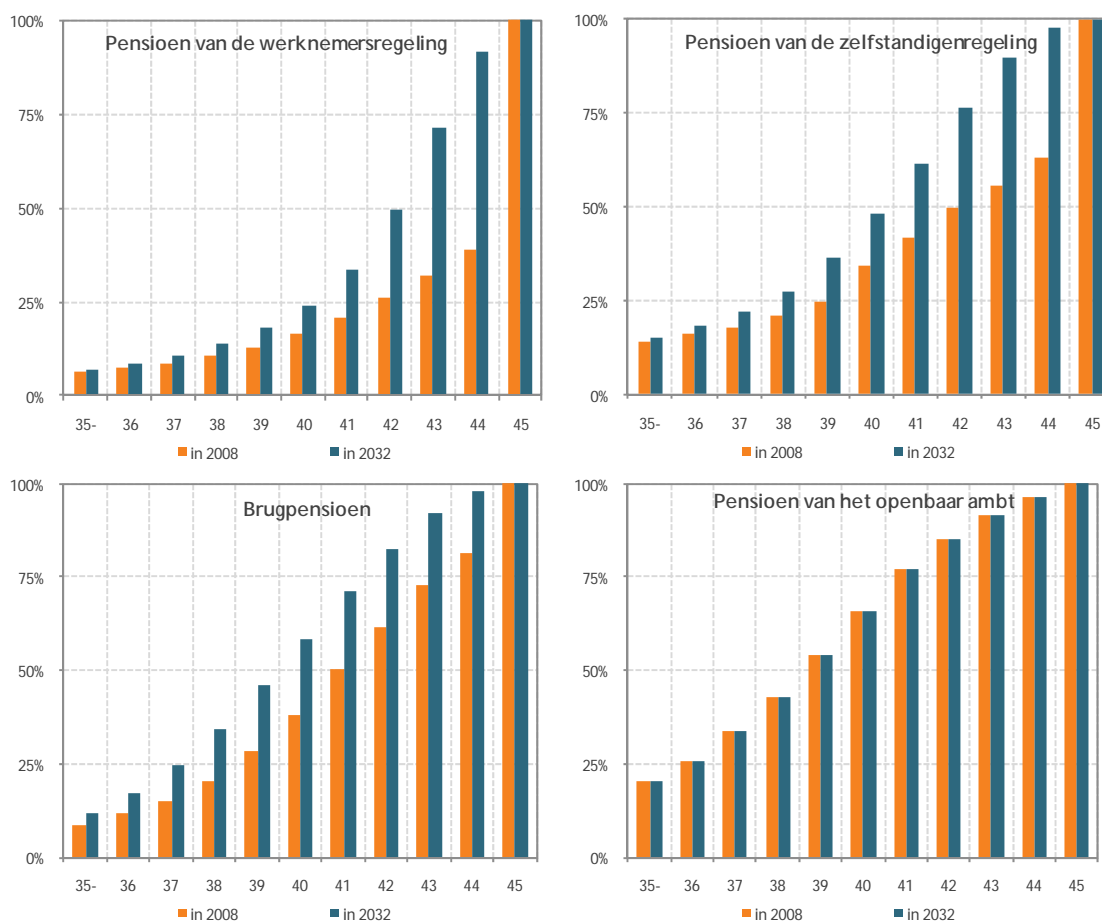 Pensioen van de werknemersregeling
100%
75%
50%
25%
0%
35- 36 37 38 39 40 41 42 43 44 45
in 2008 in 2032
Pensioen van de zelfstandigenregeling
100%
75%
50%
25%
0%
35- 36 37 38 39 40 41 42 43 44 45
in 2008 in 2032
Brugpensioen
100%
75%
50%
25%
0%
35- 36 37 38 39 40 41 42 43 44 45
in 2008 in 2032
Pensioen van het openbaar ambt
100%
75%
50%
25%
0%
35- 36 37 38 39 40 41 42 43 44 45
in 2008 in 2032